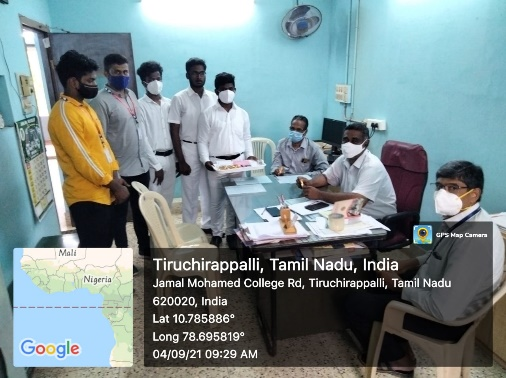 GPS Map Camera
Mali
Nigeria
Google
Tiruchirappalli, Tamil Nadu, India
Jamal Mohamed College Rd, Tiruchirappalli, Tamil Nadu
620020, India
Lat 10.785886°
Long 78.695819°
04/09/21 09:29 AM